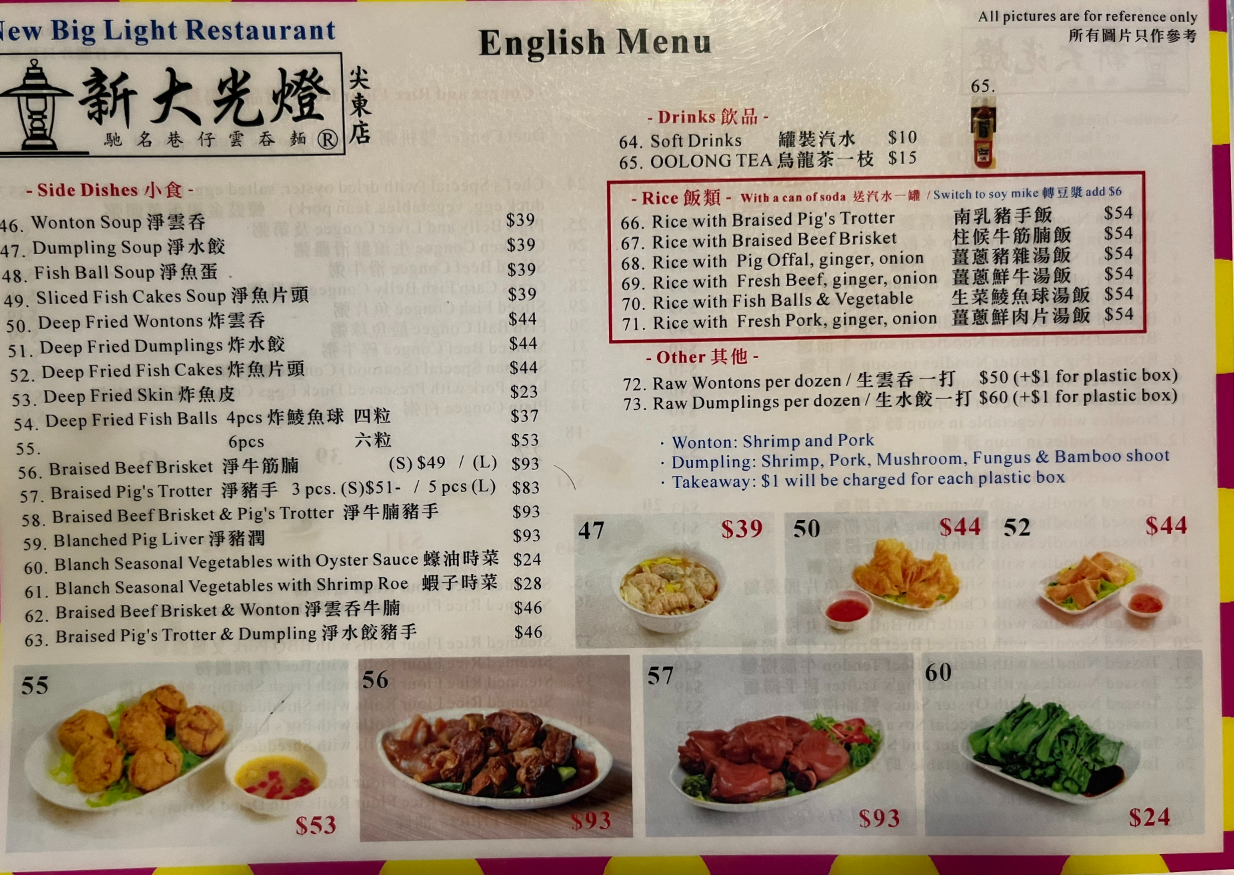 New Big Light Restaurant
新大光燈
尖東店
馳名巷仔雲吞麵®
English Menu
All pictures are for reference only
所有圖片只作參考
- Side Dishes 小食 -
46. Wonton Soup 淨雲吞 $39
47. Dumpling Soup 淨水餃 $39
48. Fish Ball Soup 淨魚蛋 $39
49. Sliced Fish Cakes Soup 淨魚片頭 $39
50. Deep Fried Wontons 炸雲吞 $44
51. Deep Fried Dumplings 炸水餃 $44
52. Deep Fried Fish Cakes 炸魚片頭 $44
53. Deep Fried Skin 炸魚皮 $23
54. Deep Fried Fish Balls 4pcs 炸鯪魚球 四粒 $37
55. 6pcs 六粒 $53
56. Braised Beef Brisket 淨牛筋腩 (S) $49 / (L) $93
57. Braised Pig's Trotter 淨豬手 3 pcs. (S)$51- / 5 pcs (L) $83
58. Braised Beef Brisket & Pig's Trotter 淨牛腩豬手 $93
59. Blanched Pig Liver 淨豬潤 $93
60. Blanch Seasonal Vegetables with Oyster Sauce 蠔油時菜 $24
61. Blanch Seasonal Vegetables with Shrimp Roe 蝦子時菜 $28
62. Braised Beef Brisket & Wonton 淨雲吞牛腩 $46
63. Braised Pig's Trotter & Dumpling 淨水餃豬手 $46
65.
- Drinks 飲品 -
64. Soft Drinks 罐裝汽水 $10
65. OOLONG TEA 烏龍茶一枝 $15
- Rice 飯類 - With a can of soda 送汽水一罐 / Switch to soy mike 轉豆漿 add $6
66. Rice with Braised Pig's Trotter 南乳豬手飯 $54
67. Rice with Braised Beef Brisket 柱候牛筋腩飯 $54
68. Rice with Pig Offal, ginger, onion 薑蔥豬雜湯飯 $54
69. Rice with Fresh Beef, ginger, onion 薑蔥鮮牛湯飯 $54
70. Rice with Fish Balls & Vegetable 生菜鯪魚球湯飯 $54
71. Rice with Fresh Pork, ginger, onion 薑蔥鮮肉片湯飯 $54
- Other 其他 -
72. Raw Wontons per dozen / 生雲吞一打 $50 (+$1 for plastic box)
73. Raw Dumplings per dozen / 生水餃一打 $60 (+$1 for plastic box)
· Wonton: Shrimp and Pork
· Dumpling: Shrimp, Pork, Mushroom, Fungus & Bamboo shoot
· Takeaway: $1 will be charged for each plastic box
47 $39
50 $44
52 $44
55 $53
56 $93
57 $93
60 $24